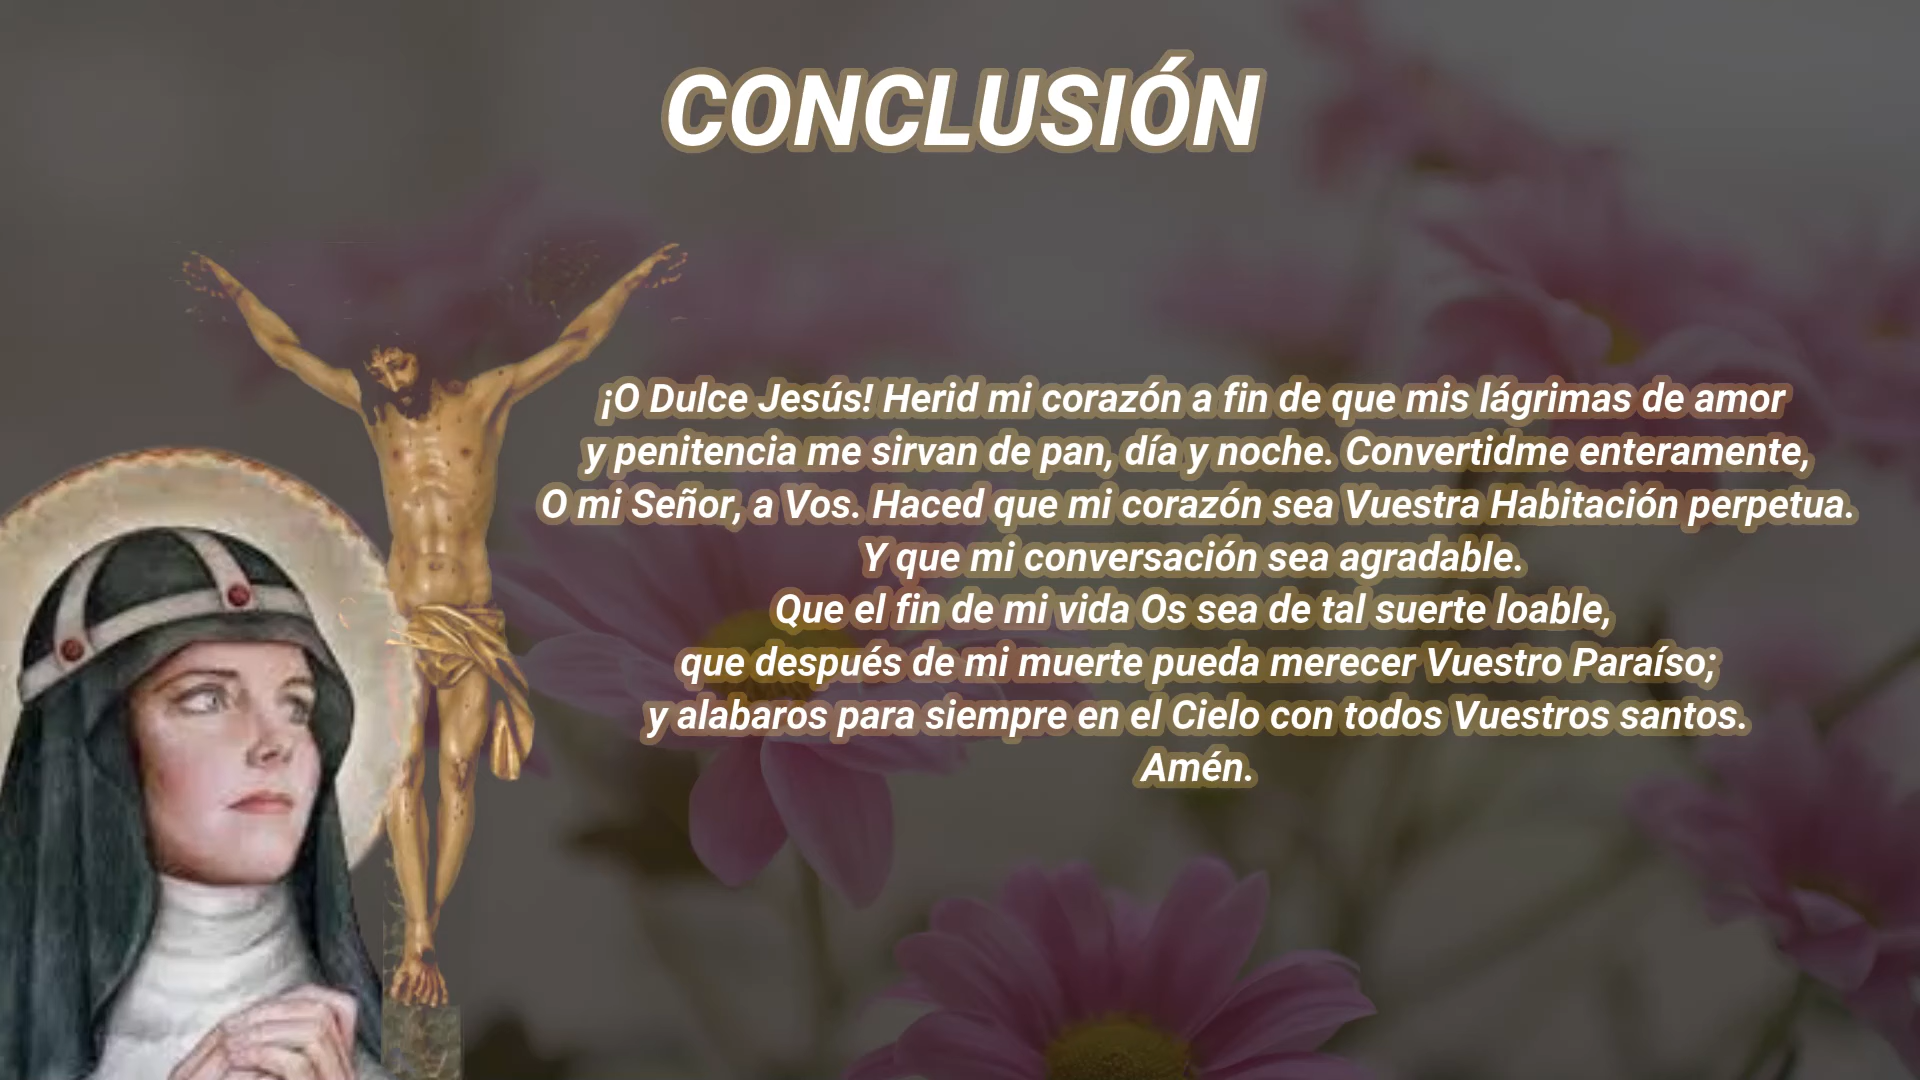 CONCLUSIÓN
¡O Dulce Jesús! Herid mi corazón a fin de que mis lágrimas de amor
y penitencia me sirvan de pan, día y noche. Convertidme enteramente,
O mi Señor, a Vos. Haced que mi corazón sea Vuestra Habitación perpetua.
Y que mi conversación sea agradable.
Que el fin de mi vida Os sea de tal suerte loable,
que después de mi muerte pueda merecer Vuestro Paraíso;
y alabaros para siempre en el Cielo con todos Vuestros santos.
Amén.